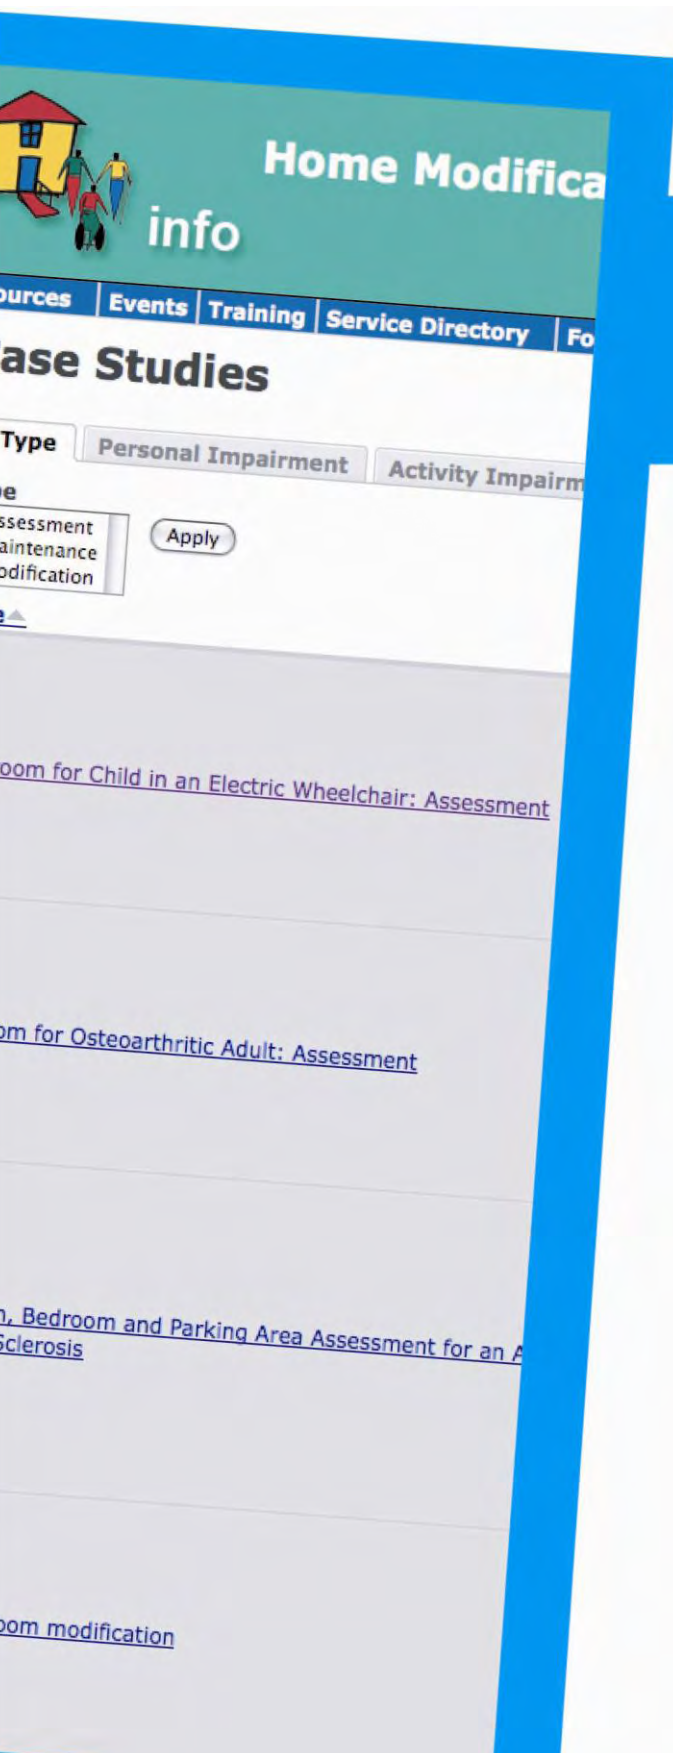 Home Modifica
info
ources Events Training Service Directory Fo
ase Studies
Type Personal Impairment Activity Impairm
pe
ssessment
aintenance
odification
Apply
e
oom for Child in an Electric Wheelchair: Assessment
om for Osteoarthritic Adult: Assessment
n, Bedroom and Parking Area Assessment for an A
Sclerosis
oom modification